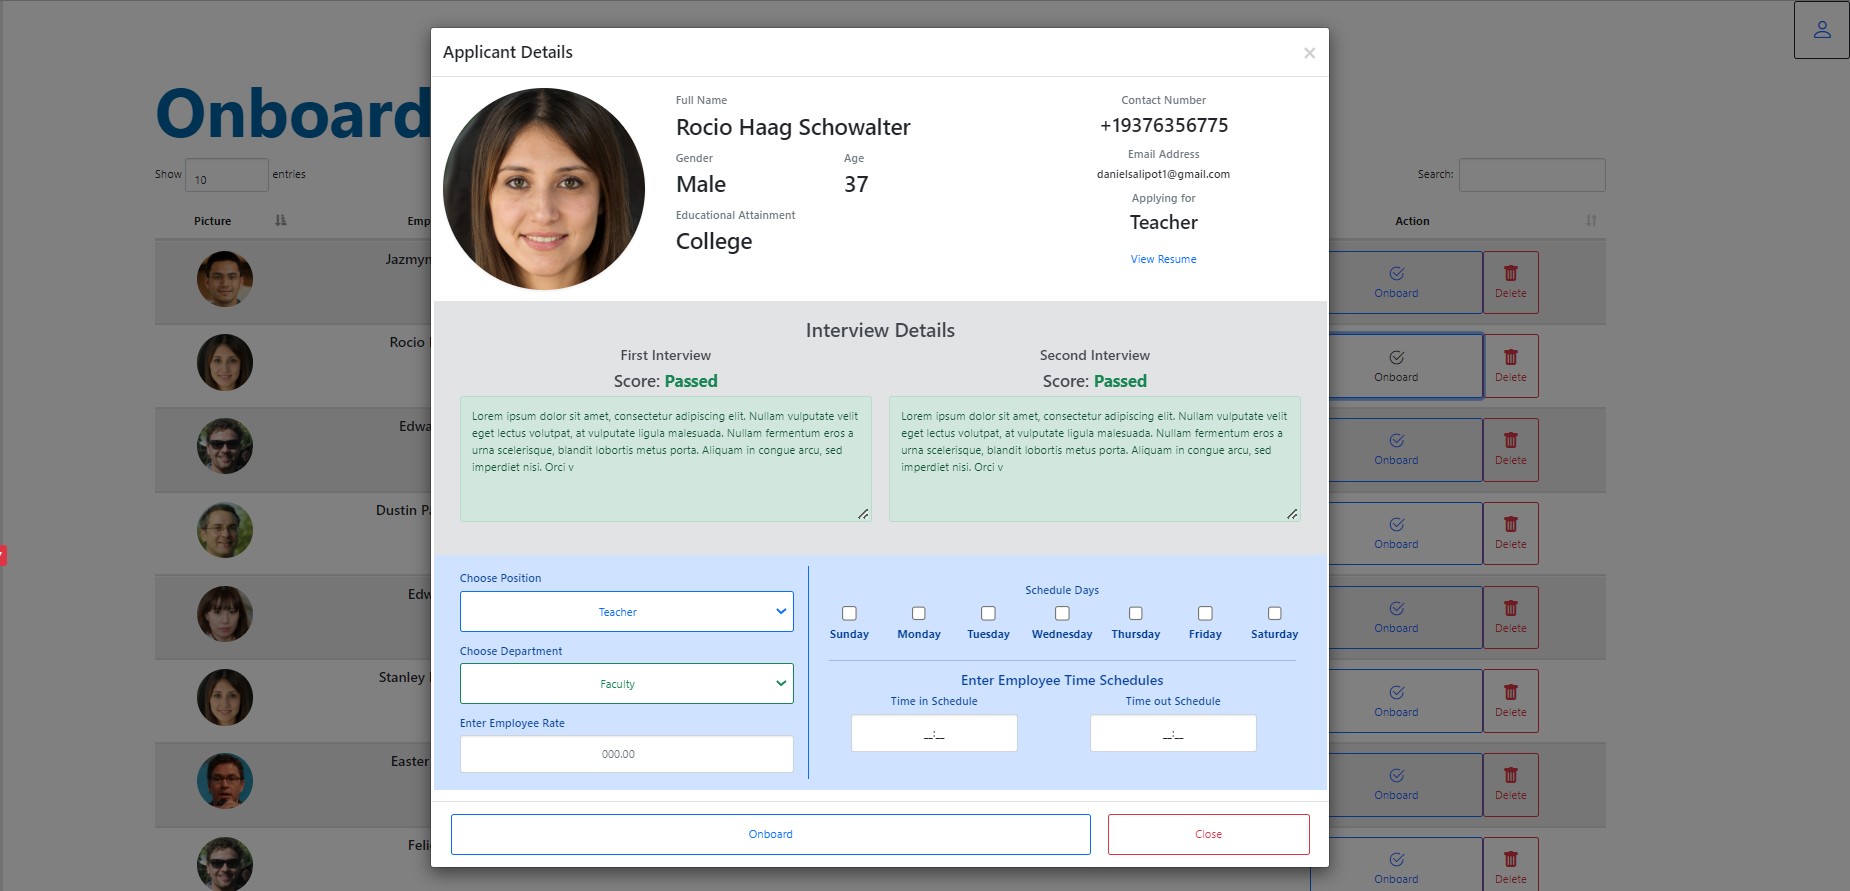 Applicant Details
×
Onboard
Show 10 entries
Search:
Picture
Emp
Action
Full Name
Rocio Haag Schowalter
Gender
Age
Male
37
Educational Attainment
College
Contact Number
+19376356775
Email Address
danielsalipot1@gmail.com
Applying for
Teacher
View Resume
Interview Details
First Interview
Score: Passed
Lorem ipsum dolor sit amet, consectetur adipiscing elit. Nullam vulputate velit
eget lectus volutpat, at vulputate ligula malesuada. Nullam fermentum eros a
urna scelerisque, blandit lobortis metus porta. Aliquam in congue arcu, sed
imperdiet nisi. Orci v
Second Interview
Score: Passed
Lorem ipsum dolor sit amet, consectetur adipiscing elit. Nullam vulputate velit
eget lectus volutpat, at vulputate ligula malesuada. Nullam fermentum eros a
urna scelerisque, blandit lobortis metus porta. Aliquam in congue arcu, sed
imperdiet nisi. Orci v
Choose Position
Teacher
Choose Department
Faculty
Enter Employee Rate
000.00
Schedule Days
Sunday Monday Tuesday Wednesday Thursday Friday Saturday
Enter Employee Time Schedules
Time in Schedule
Time out Schedule
__:__
__:__
Onboard
Close
Jazmyn
Onboard
Delete
Rocio
Onboard
Delete
Edwa
Onboard
Delete
Dustin P
Onboard
Delete
Edw
Onboard
Delete
Stanley
Onboard
Delete
Easter
Onboard
Delete
Feli
Onboard
Delete